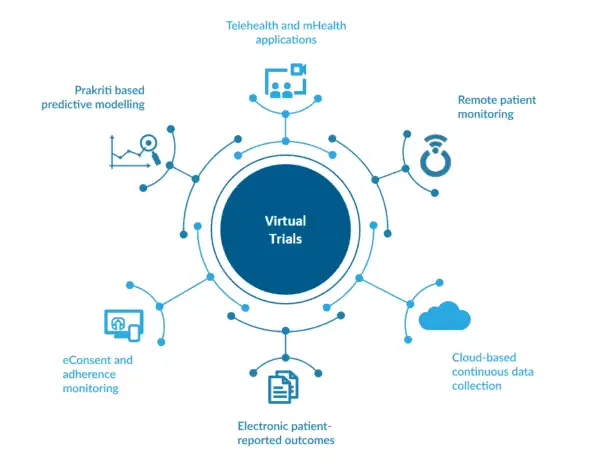 Telehealth and mHealth
applications
Prakriti based
predictive modelling
Remote patient
monitoring
Virtual
Trials
eConsent and
adherence
monitoring
Cloud-based
continuous data
collection
Electronic patient-
reported outcomes